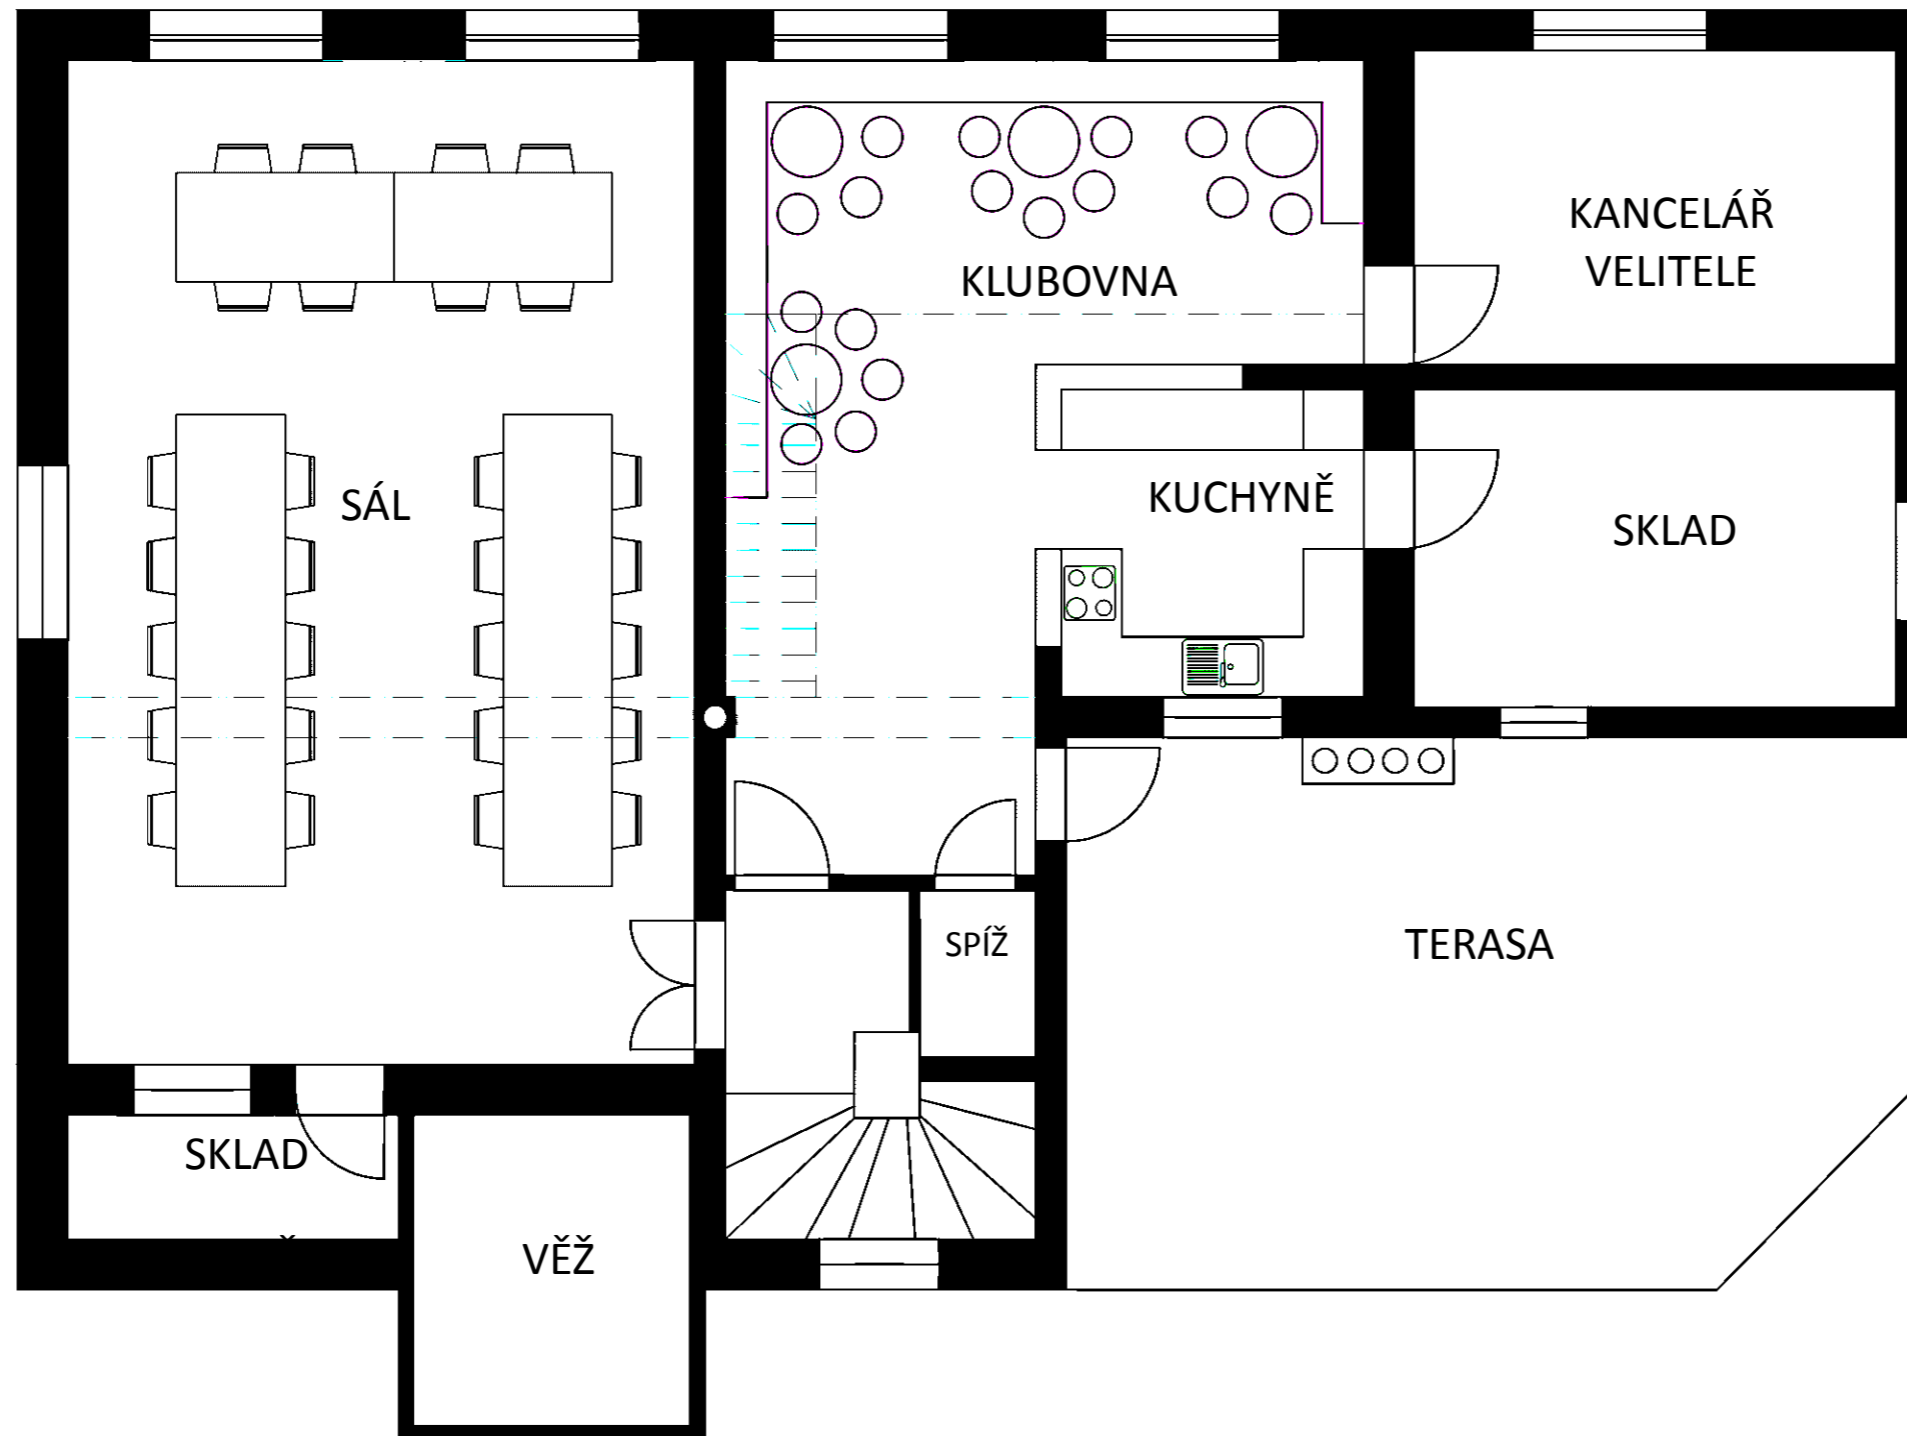 KANCELÁŘ
VELITELE
KLUBOVNA
SÁL
KUCHYNĚ
SKLAD
SPÍŽ
TERASA
SKLAD
VĚŽ